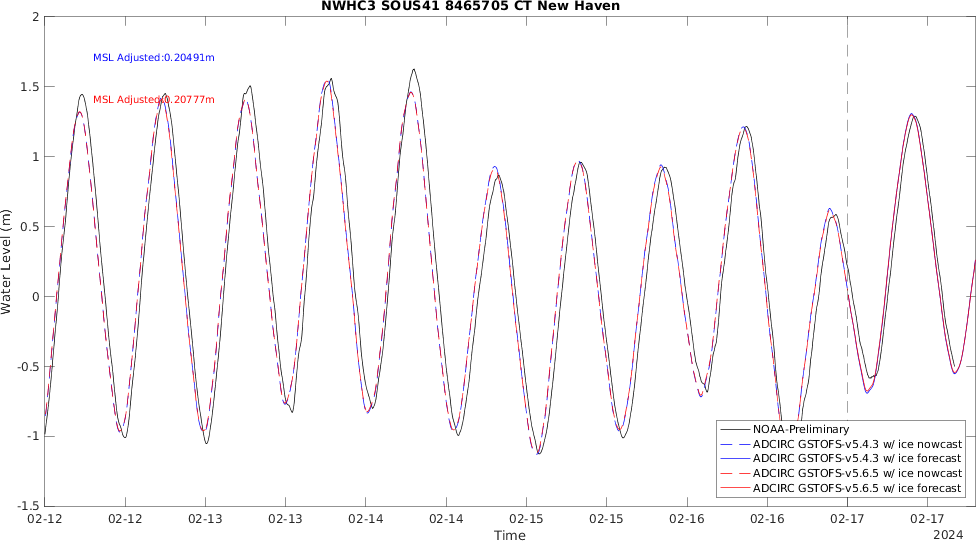 NWHC3 SOUS41 8465705 CT New Haven
2
MSL Adjusted:0.20491m
1.5
MSL Adjusted:0.20777m
1
0.5
Water Level (m)
0
-0.5
-1
NOAA-Preliminary
ADCIRC GSTOFS-v5.4.3 w/ ice nowcast
ADCIRC GSTOFS-v5.4.3 w/ ice forecast
ADCIRC GSTOFS-v5.6.5 w/ ice nowcast
ADCIRC GSTOFS-v5.6.5 w/ ice forecast
-1.5
02-12 02-12 02-13 02-13 02-14 02-14 02-15 02-15 02-16 02-16 02-17 02-17
Time
2024